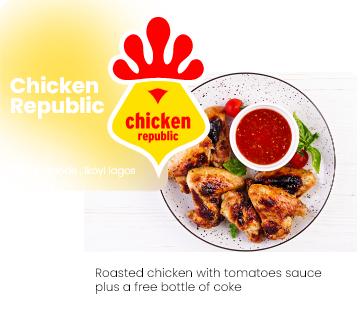 Chicken
Republic
chicken
republic
, ikoyi lagos
Roasted chicken with tomatoes sauce
plus a free bottle of coke